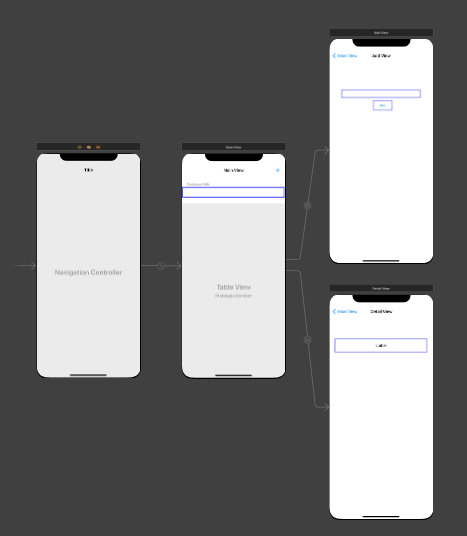 Add View
Main View Add View
Add
Main View
Title
Main View +
Prototype Cells
Navigation Controller
Table View
Prototype Content
Detail View
Main View Detail View
Label